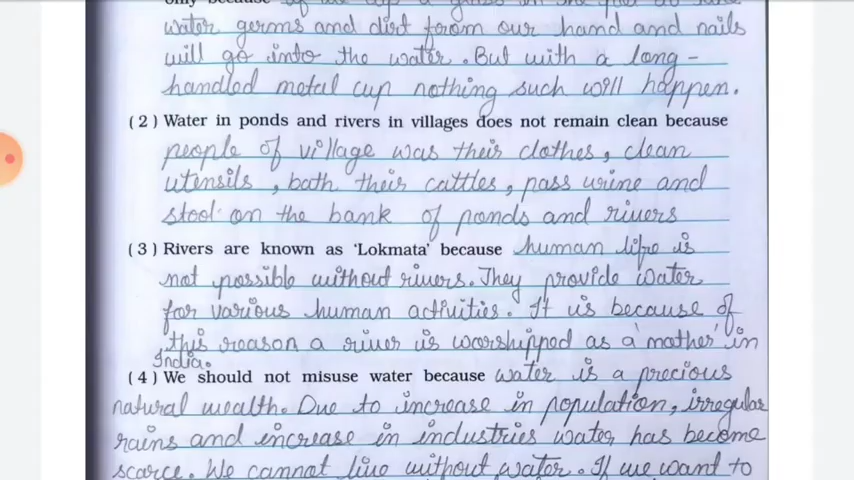 water germs and dirt from our hand and nails
will go into the water. But with a long-
handled metal cup nothing such will happen.
(2) Water in ponds and rivers in villages does not remain clean because
people of village was their clothes, clean
utensils, bath their cattles, pass urine and
stool on the bank of ponds and rivers
(3) Rivers are known as 'Lokmata' because human life is
not possible without rivers. They provide water
for various human activities. It is because of
this reason a river is worshipped as a 'mother' in
India.
(4) We should not misuse water because water is a precious
natural wealth. Due to increase in population, irregular
rains and increase in industries water has become
scarce. We cannot live without water. If we want to